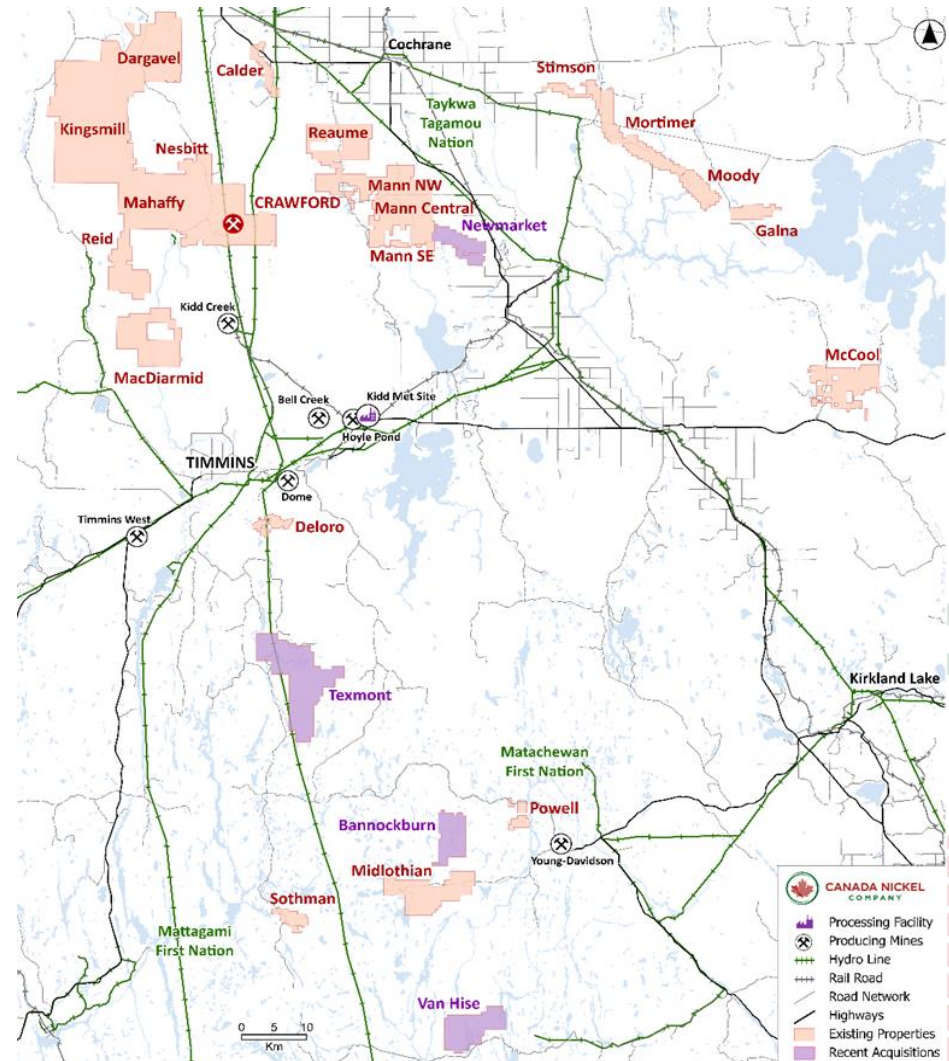 Cochrane
Dargavel
Calder
Stimson
Taykwa
Tagamou
Nation
Kingsmill
Reaume
Mortimer
Nesbitt
Mann NW
Moody
Mahaffy
CRAWFORD
Mann Central
Newmarket
Galna
Reid
Mann SE
Kidd Creek
McCool
MacDiarmid
Bell Creek
Kidd Met Site
Hoyle Pond
TIMMINS
Dome
Timmins West
Deloro
Texmont
Kirkland Lake
Matachewan
First Nation
Powell
Bannockburn
Young-Davidson
Midlothian
Sothman
Mattagami
First Nation
Van Hise
0 5 10
Km
CANADA NICKEL
COMPANY
Processing Facility
Producing Mines
Hydro Line
Rail Road
Road Network
Highways
Existing Properties
Recent Acquisitions